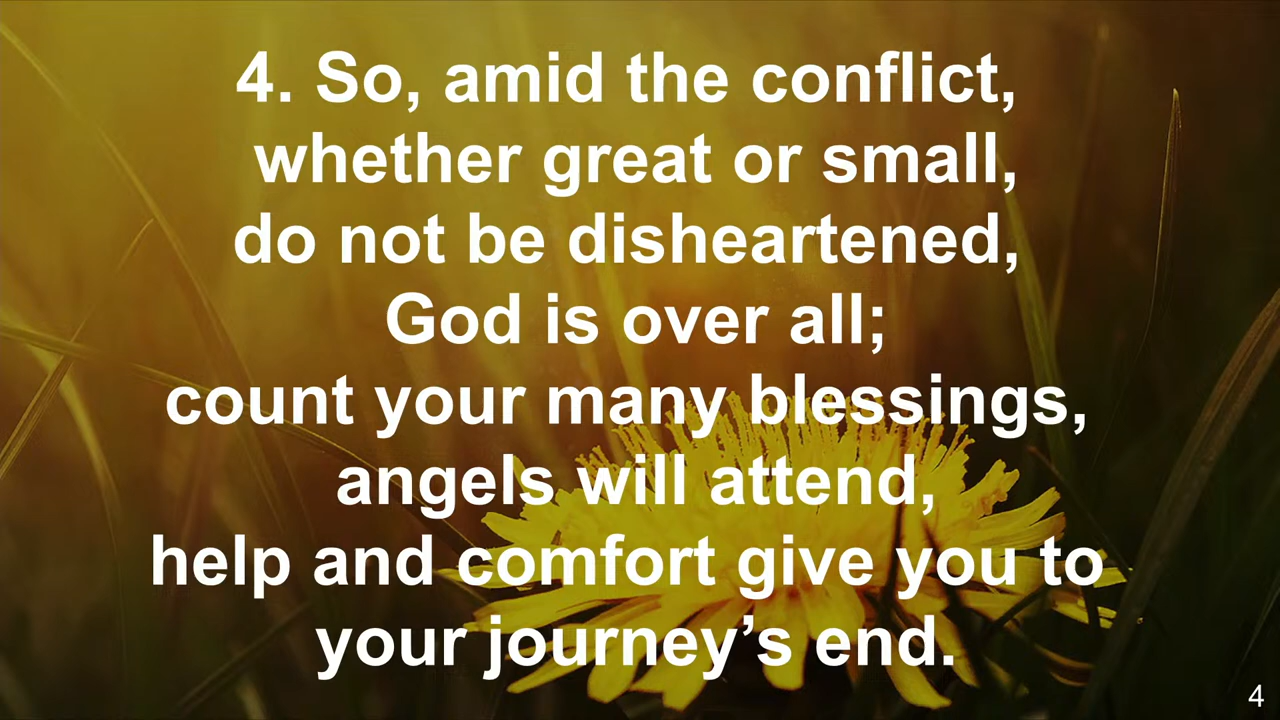 4. So, amid the conflict,
whether great or small,
do not be disheartened,
God is over all;
count your many blessings,
angels will attend,
help and comfort give you to
your journey’s end.
4